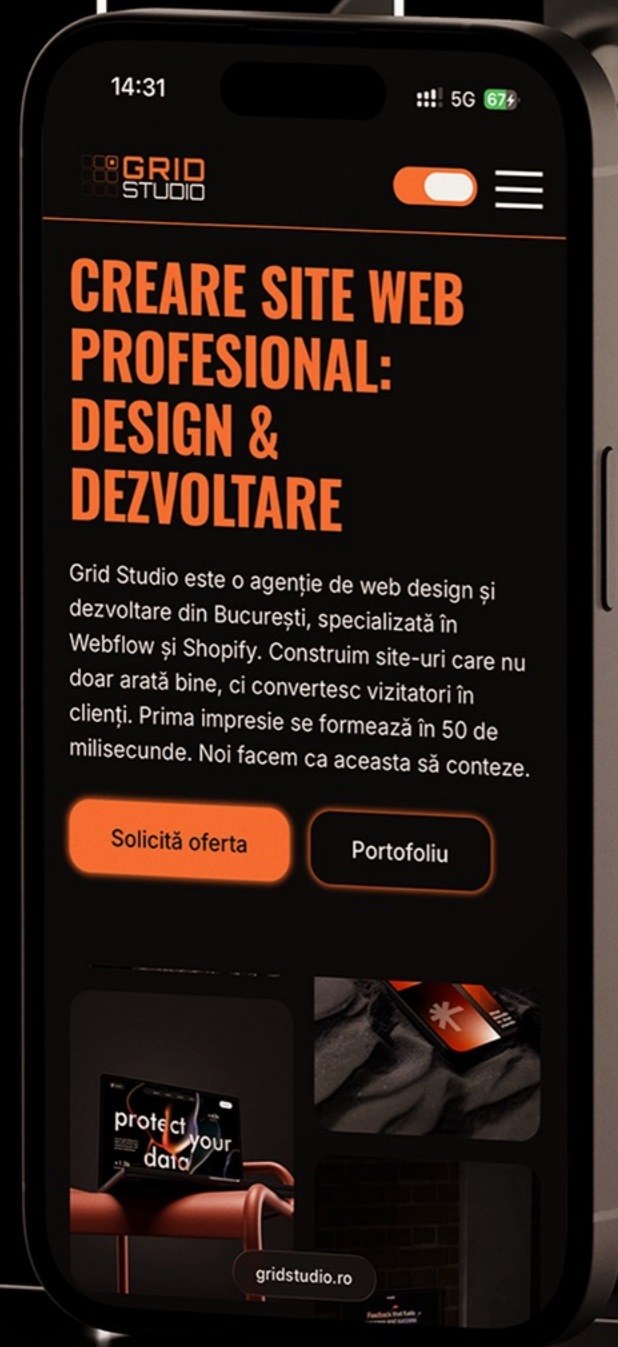 14:31
5G 67
GRID
STUDIO
CREARE SITE WEB
PROFESIONAL:
DESIGN &
DEZVOLTARE
Grid Studio este o agenție de web design și
dezvoltare din București, specializată în
Webflow și Shopify. Construim site-uri care nu
doar arată bine, ci convertesc vizitatori în
clienți. Prima impresie se formează în 50 de
milisecunde. Noi facem ca aceasta să conteze.
Solicită oferta
Portofoliu
protect
your
data
gridstudio.ro
Feedback that fuels